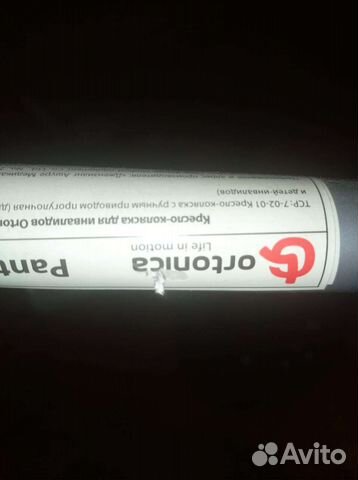 ortonica
Life in motion
Pant
Кресло-коляска для инвалидов Orton
ТСР:7-02-01 Кресло-коляска с ручным приводом прогулочная (д
и детей-инвалидов)
Avito